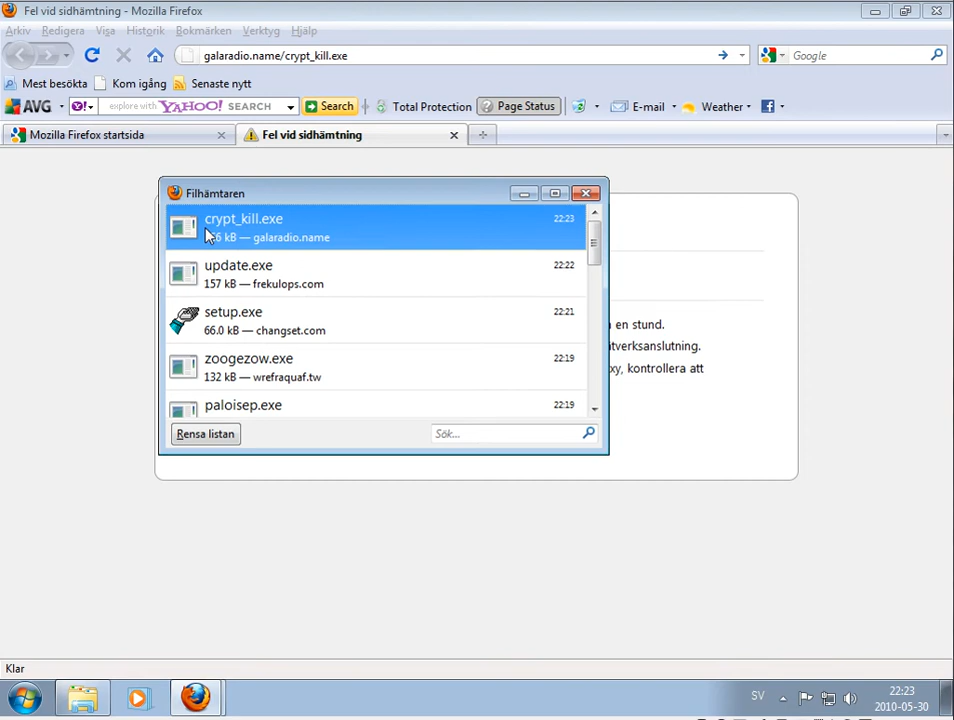 Fel vid sidhämtning - Mozilla Firefox
Arkiv Redigera Visa Historik Bokmärken Verktyg Hjälp
galaradio.name/crypt_kill.exe
Google
Mest besökta Kom igång Senaste nytt
AVG Y! explore with YAHOO! SEARCH Search Total Protection Page Status E-mail Weather
Mozilla Firefox startsida Fel vid sidhämtning
Filhämtaren
crypt_kill.exe 22:23
6 kB — galaradio.name
update.exe 22:22
157 kB — frekulops.com
setup.exe 22:21
66.0 kB — changset.com
n en stund.
zoogezow.exe 22:19
ätverksanslutning.
132 kB — wrefraquaf.tw
xy, kontrollera att
paloisep.exe 22:19
Rensa listan Sök...
Klar
SV 22:23
2010-05-30